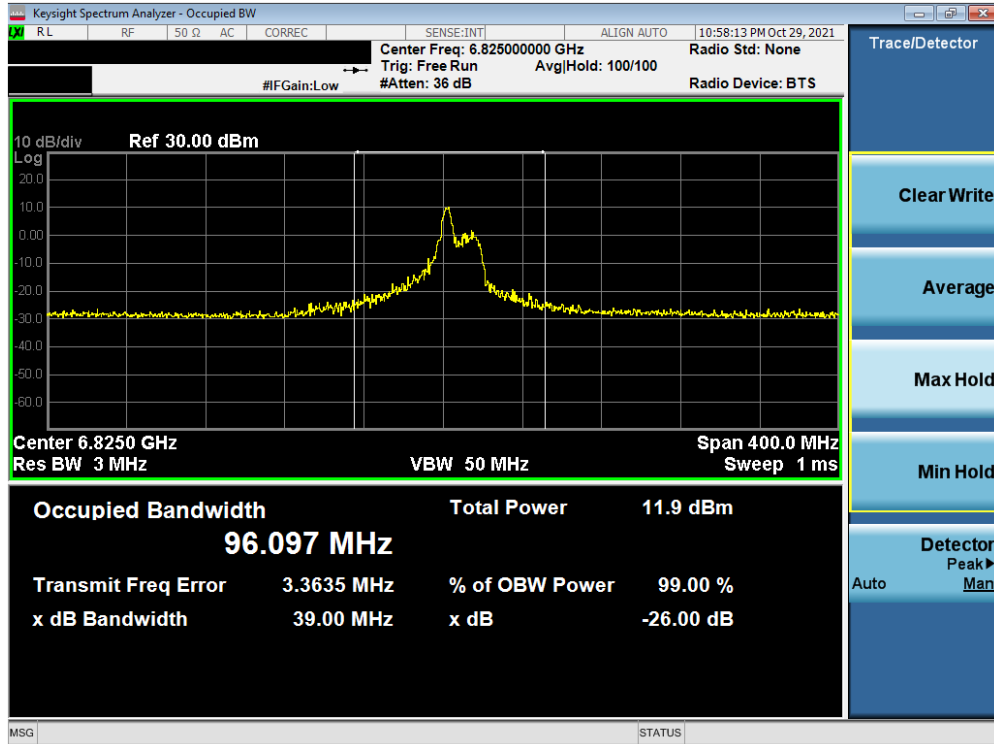 Keysight Spectrum Analyzer - Occupied BW
LXI RL RF 50 Ω AC CORREC SENSE:INT ALIGN AUTO 10:58:13 PM Oct 29, 2021
Center Freq: 6.825000000 GHz Radio Std: None
Trig: Free Run Avg|Hold: 100/100
#IFGain:Low #Atten: 36 dB Radio Device: BTS
Trace/Detector
10 dB/div Ref 30.00 dBm
Log
20.0
10.0
0.00
-10.0
-20.0
-30.0
-40.0
-50.0
-60.0
Center 6.8250 GHz Span 400.0 MHz
Res BW 3 MHz VBW 50 MHz Sweep 1 ms
Occupied Bandwidth Total Power 11.9 dBm
96.097 MHz
Transmit Freq Error 3.3635 MHz % of OBW Power 99.00 %
x dB Bandwidth 39.00 MHz x dB -26.00 dB
Clear Write
Average
Max Hold
Min Hold
Detector
Peak▶
Auto Man
MSG STATUS